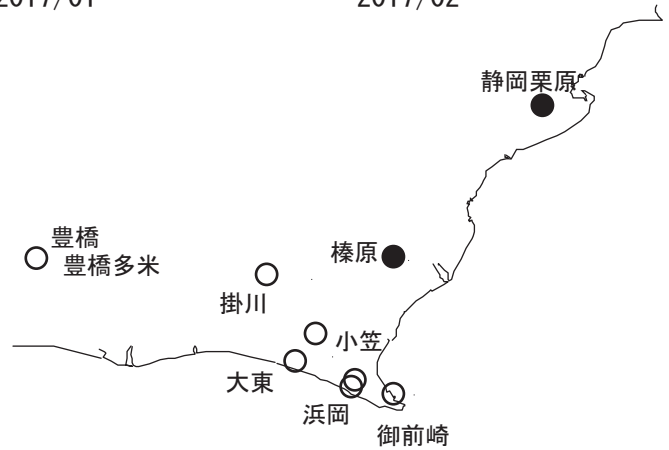 2017/01
2017/02
静岡栗原
豊橋
豊橋多米
榛原
掛川
小笠
大東
浜岡
御前崎